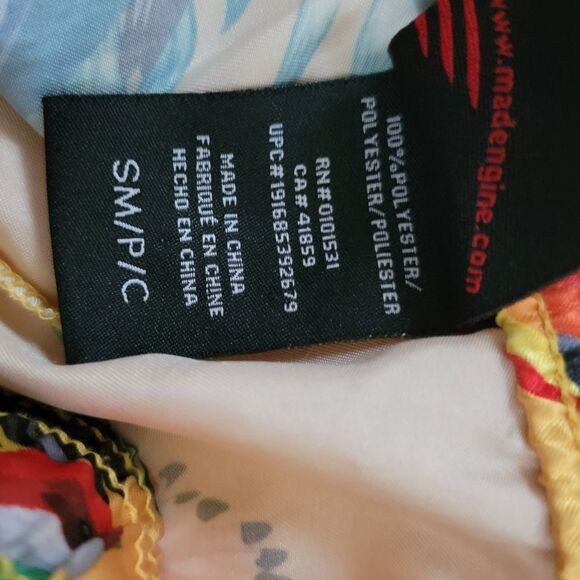 www.madengine.com
100%POLYESTER/
POLYESTER/POLIESTER
RN# 0101531
CA# 41859
UPC#191685392679
MADE IN CHINA
FABRIQUÉ EN CHINE
HECHO EN CHINA
SM/P/C